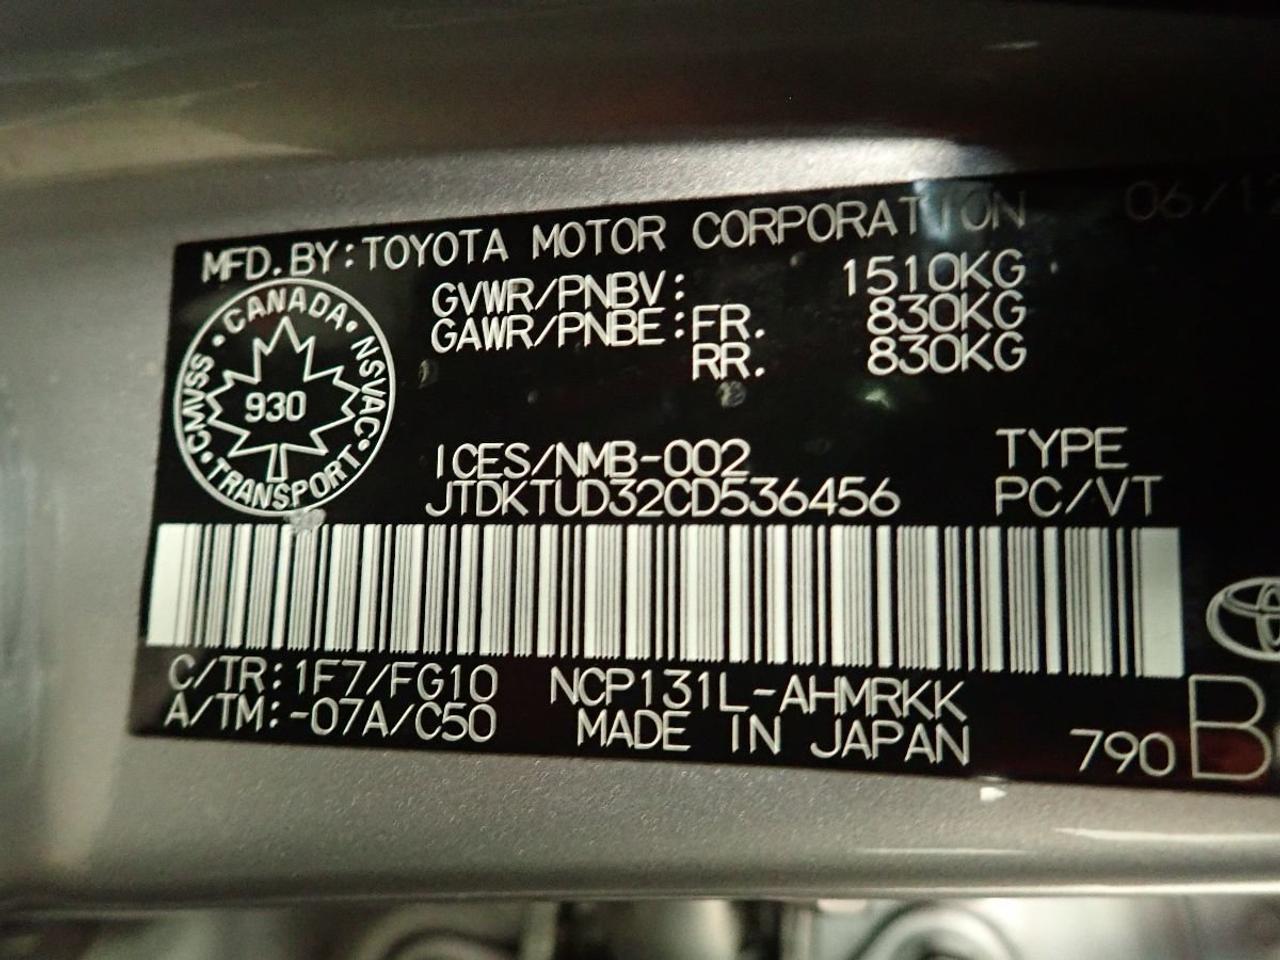 06/12
MFD. BY: TOYOTA MOTOR CORPORATION
GVWR/PNBV: 1510KG
GAWR/PNBE: FR. 830KG
RR. 830KG
CANADA · NSVAC · TRANSPORT · CMVSS ·
930
ICES/NMB-002
JTDKTUD32CD536456
TYPE
PC/VT
C/TR: 1F7/FG10 NCP131L-AHMRKK
A/TM: -07A/C50 MADE IN JAPAN
790